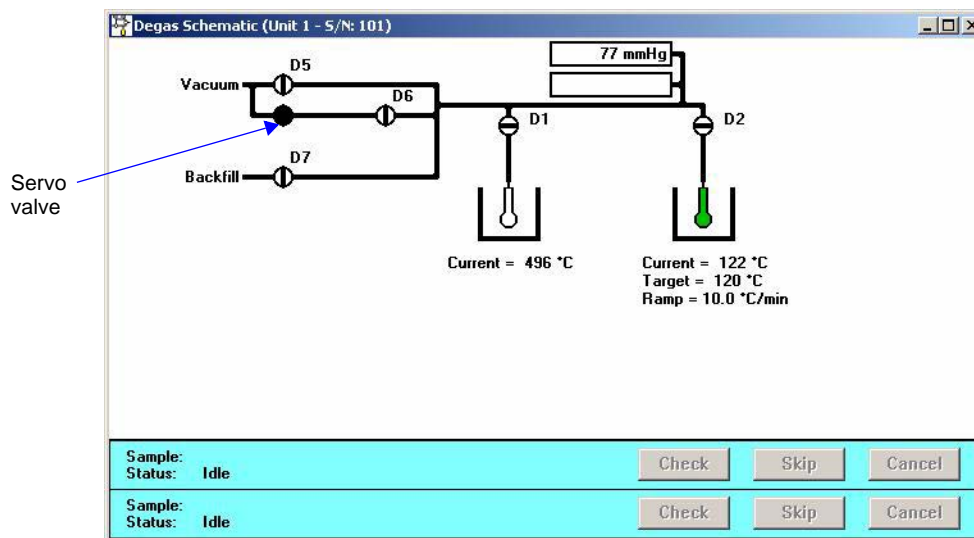 Degas Schematic (Unit 1 - S/N: 101)
77 mmHg
D5
Vacuum
D6
D1
D2
D7
Backfill
Servo
valve
Current = 496 °C
Current = 122 °C
Target = 120 °C
Ramp = 10.0 °C/min
Sample:
Status: Idle
Check Skip Cancel
Sample:
Status: Idle
Check Skip Cancel